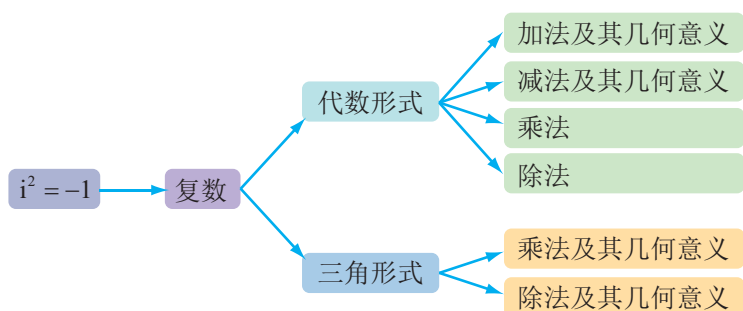 加法及其几何意义
减法及其几何意义
代数形式
乘法
除法
i² = −1
复数
乘法及其几何意义
三角形式
除法及其几何意义